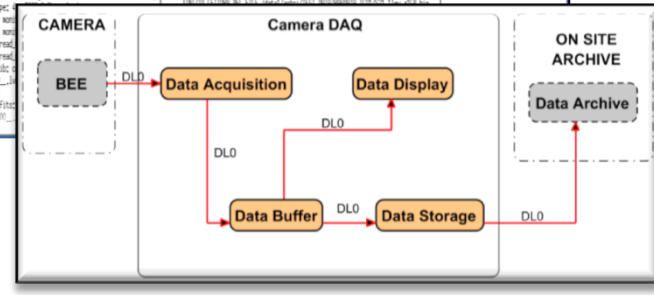 CAMERA
Camera DAQ
ON SITE
ARCHIVE
BEE
DL0
Data Acquisition
Data Display
Data Archive
DL0
DL0
Data Buffer
DL0
Data Storage
DL0